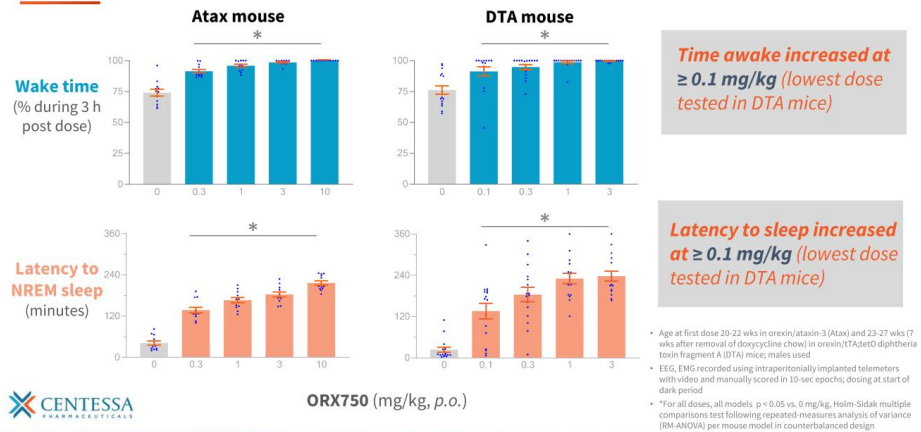 Atax mouse
DTA mouse
*
*
Wake time
(% during 3 h
post dose)
100
75
50
25
0
0
0.3
1
3
10
100
75
50
25
0
0
0.1
0.3
1
3
Time awake increased at
≥ 0.1 mg/kg (lowest dose
tested in DTA mice)
*
*
Latency to
NREM sleep
(minutes)
360
240
120
0
0
0.3
1
3
10
360
240
120
0
0
0.1
0.3
1
3
Latency to sleep increased
at ≥ 0.1 mg/kg (lowest dose
tested in DTA mice)
• Age at first dose 20-22 wks in orexin/ataxin-3 (Atax) and 23-27 wks (7
wks after removal of doxycycline chow) in orexin/tTA;tetO diphtheria
toxin fragment A (DTA) mice; males used
• EEG, EMG recorded using intraperitonially implanted telemeters
with video and manually scored in 10-sec epochs; dosing at start of
dark period
• *For all doses, all models p < 0.05 vs. 0 mg/kg, Holm-Sidak multiple
comparisons test following repeated-measures analysis of variance
(RM-ANOVA) per mouse model in counterbalanced design
CENTESSA
PHARMACEUTICALS
ORX750 (mg/kg, p.o.)